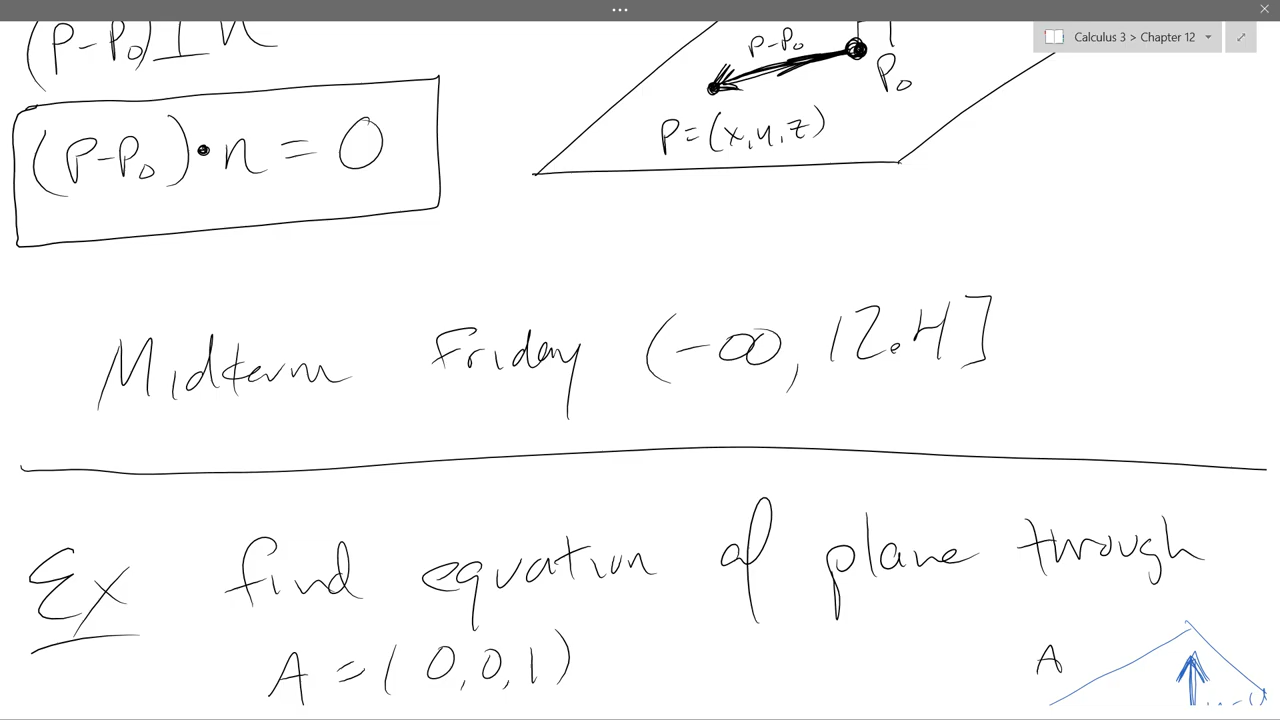 Calculus 3 > Chapter 12
(P-P₀)⊥n
P-P₀
P₀
P=(x,y,z)
(P-P₀)•n=0
Midterm Friday (-∞,12.4]
Ex find equation of plane through
A=(0,0,1)
A